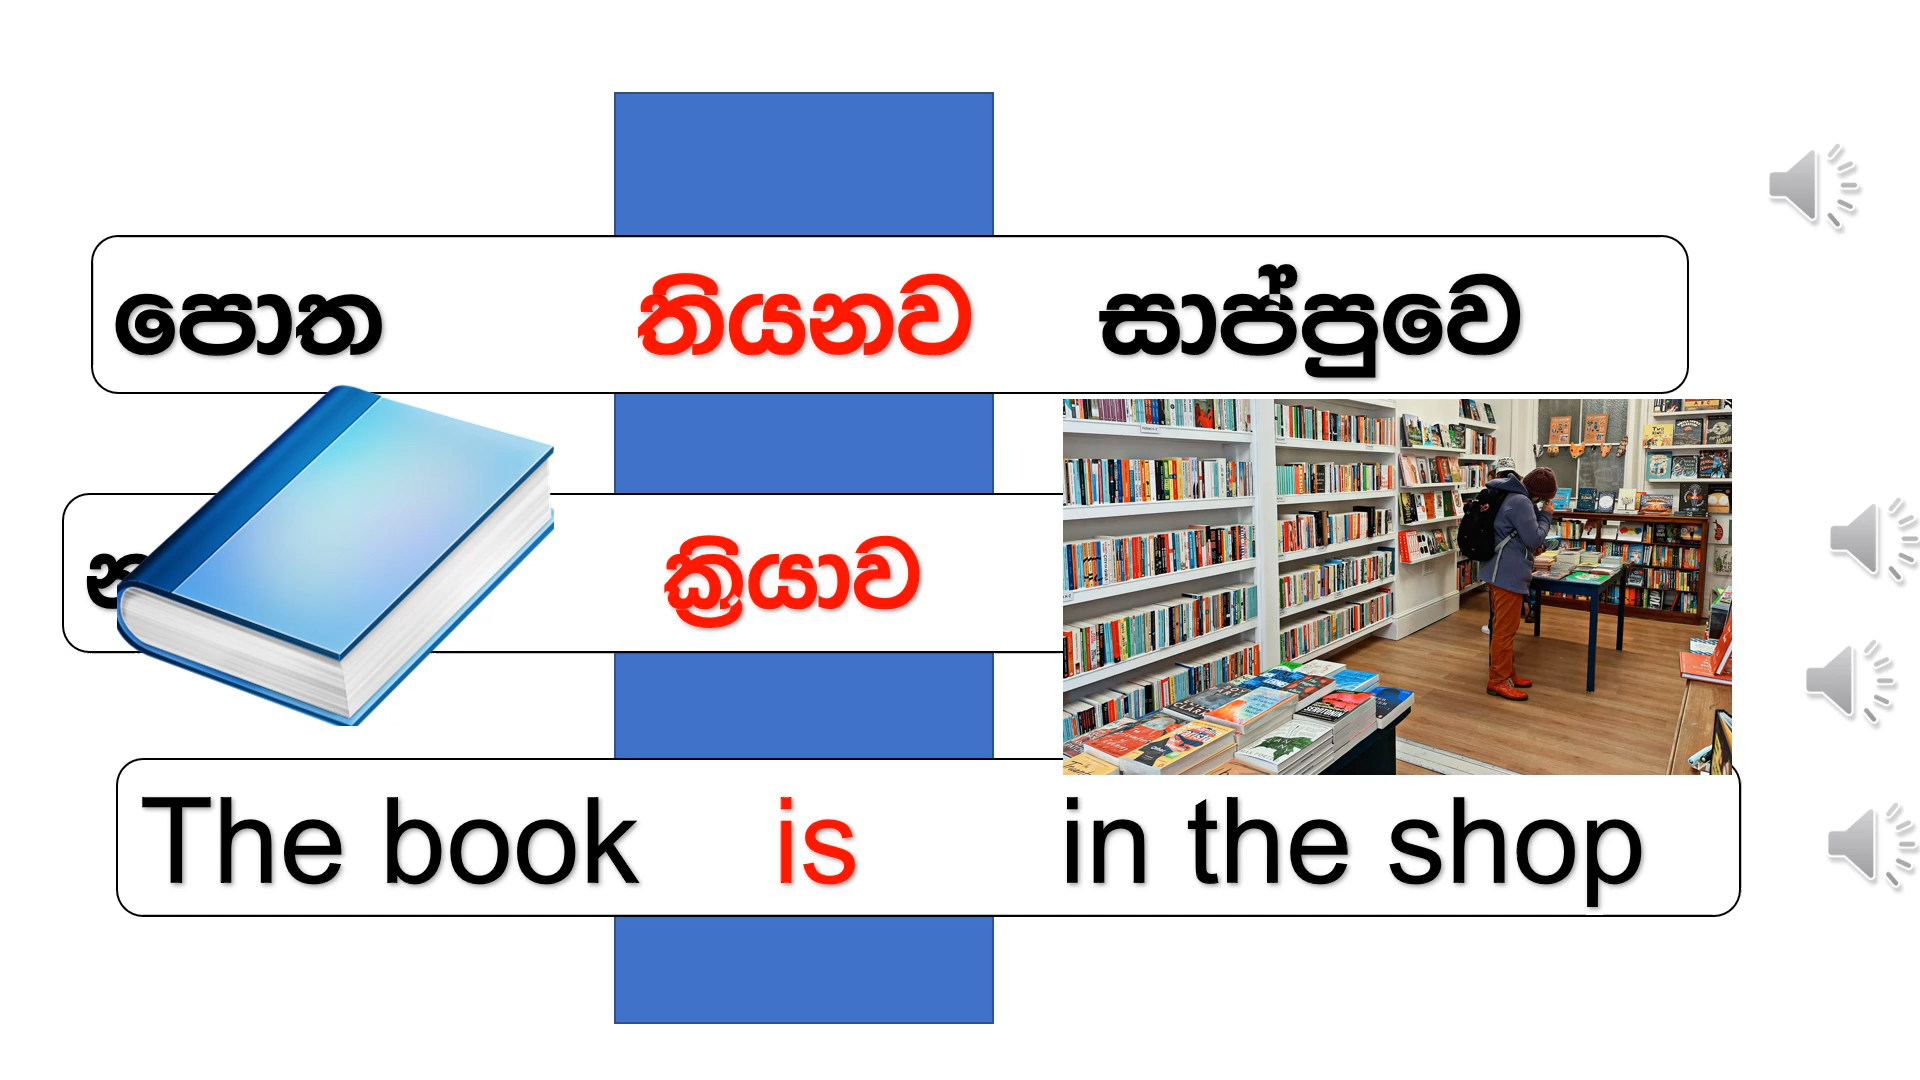 පොත තියනව සාප්පුවෙ
ක්‍රියාව
The book is in the shop